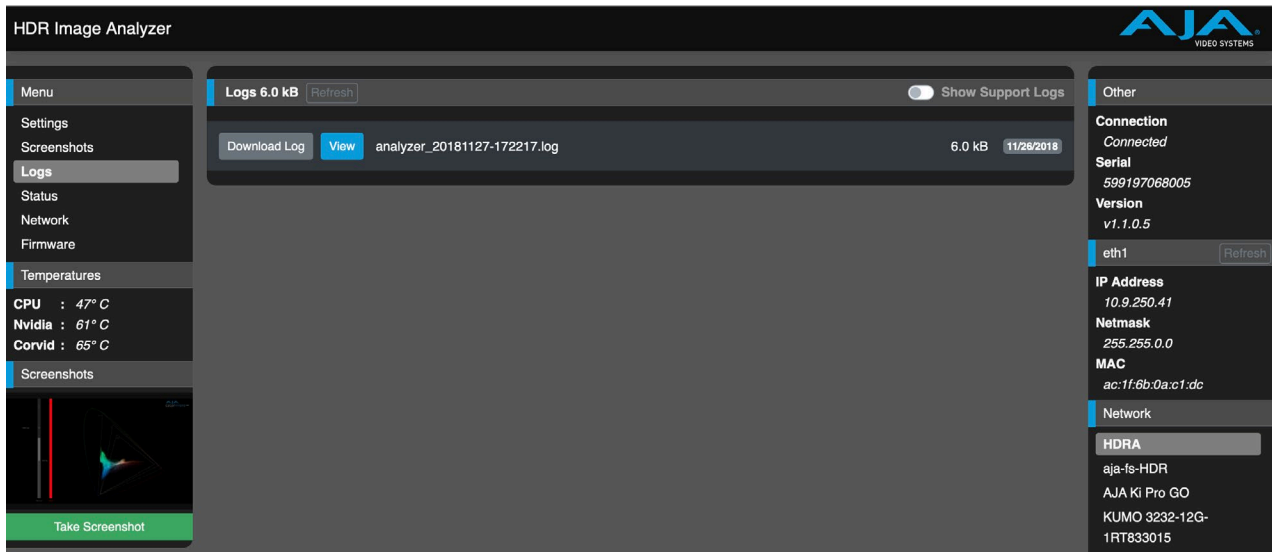 HDR Image Analyzer
AJA
VIDEO SYSTEMS
Menu
Settings
Screenshots
Logs
Status
Network
Firmware
Temperatures
CPU : 47° C
Nvidia : 61° C
Corvid : 65° C
Screenshots
Take Screenshot
Logs 6.0 kB Refresh
Show Support Logs
Download Log View analyzer_20181127-172217.log 6.0 kB 11/26/2018
Other
Connection
Connected
Serial
599197068005
Version
v1.1.0.5
eth1 Refresh
IP Address
10.9.250.41
Netmask
255.255.0.0
MAC
ac:1f:6b:0a:c1:dc
Network
HDRA
aja-fs-HDR
AJA Ki Pro GO
KUMO 3232-12G-
1RT833015